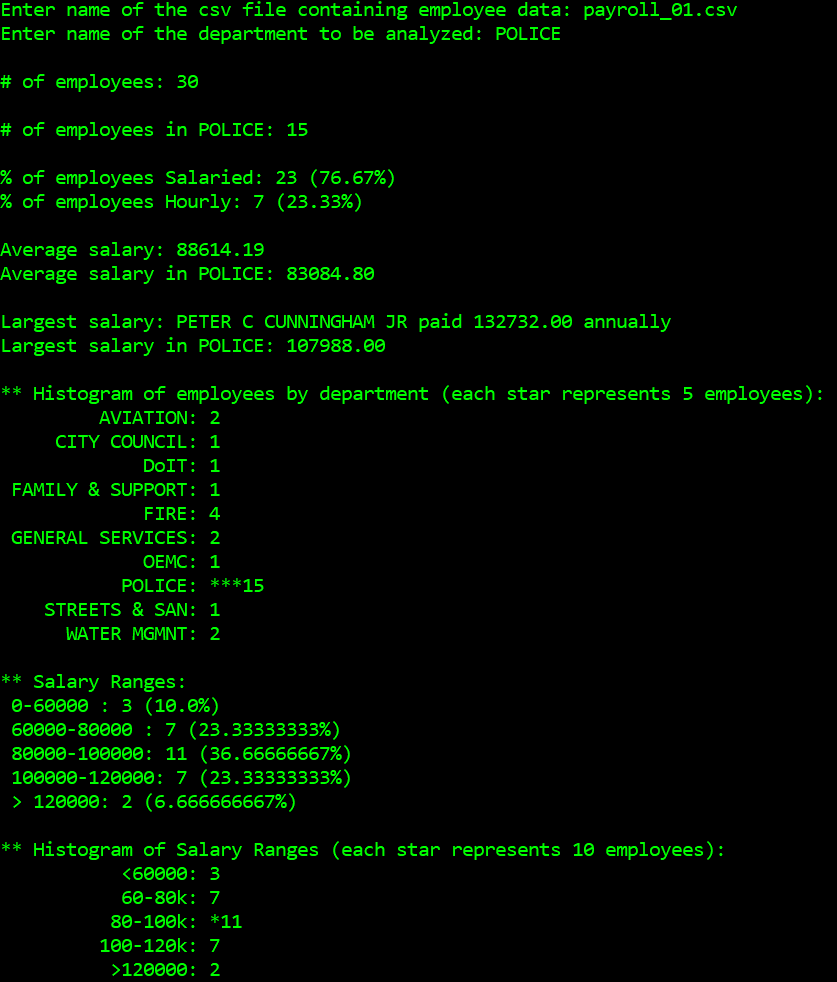 Enter name of the csv file containing employee data: payroll_01.csv
Enter name of the department to be analyzed: POLICE
# of employees: 30
# of employees in POLICE: 15
% of employees Salaried: 23 (76.67%)
% of employees Hourly: 7 (23.33%)
Average salary: 88614.19
Average salary in POLICE: 83084.80
Largest salary: PETER C CUNNINGHAM JR paid 132732.00 annually
Largest salary in POLICE: 107988.00
** Histogram of employees by department (each star represents 5 employees):
AVIATION: 2
CITY COUNCIL: 1
DoIT: 1
FAMILY & SUPPORT: 1
FIRE: 4
GENERAL SERVICES: 2
OEMC: 1
POLICE: ***15
STREETS & SAN: 1
WATER MGMNT: 2
** Salary Ranges:
0-60000 : 3 (10.0%)
60000-80000 : 7 (23.33333333%)
80000-100000: 11 (36.66666667%)
100000-120000: 7 (23.33333333%)
> 120000: 2 (6.666666667%)
** Histogram of Salary Ranges (each star represents 10 employees):
<60000: 3
60-80k: 7
80-100k: *11
100-120k: 7
>120000: 2